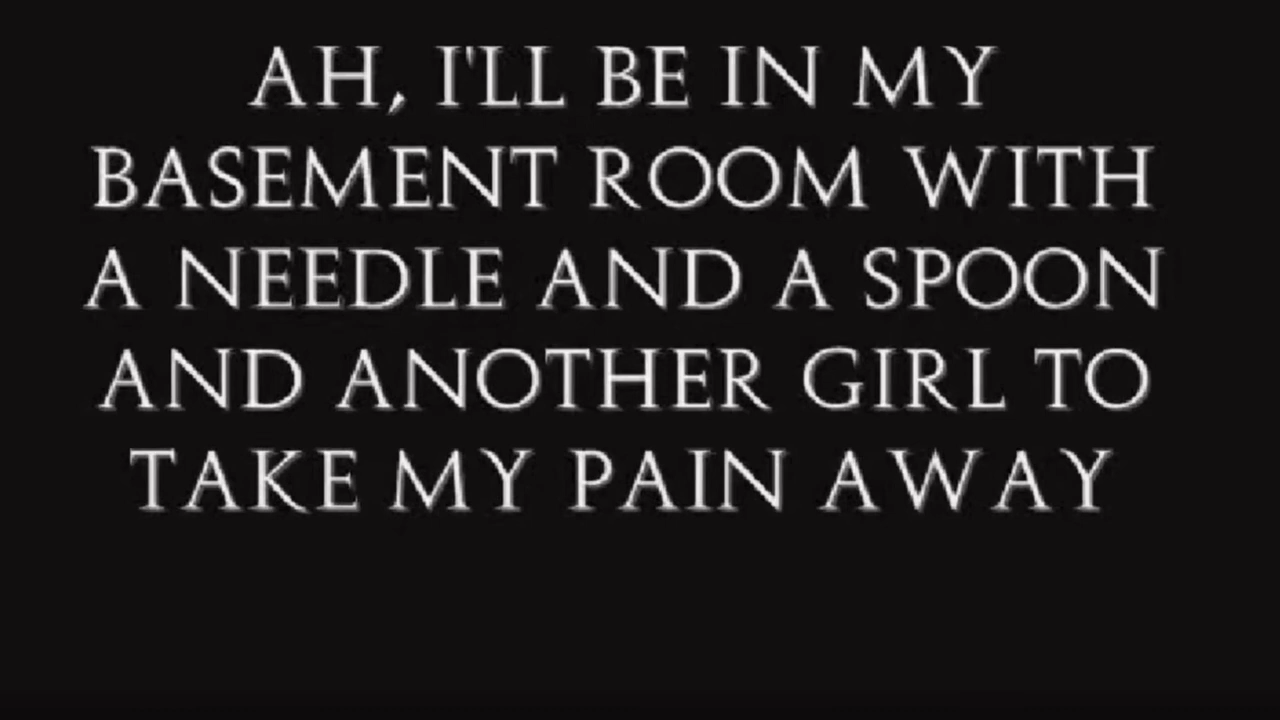 AH, I'LL BE IN MY
BASEMENT ROOM WITH
A NEEDLE AND A SPOON
AND ANOTHER GIRL TO
TAKE MY PAIN AWAY